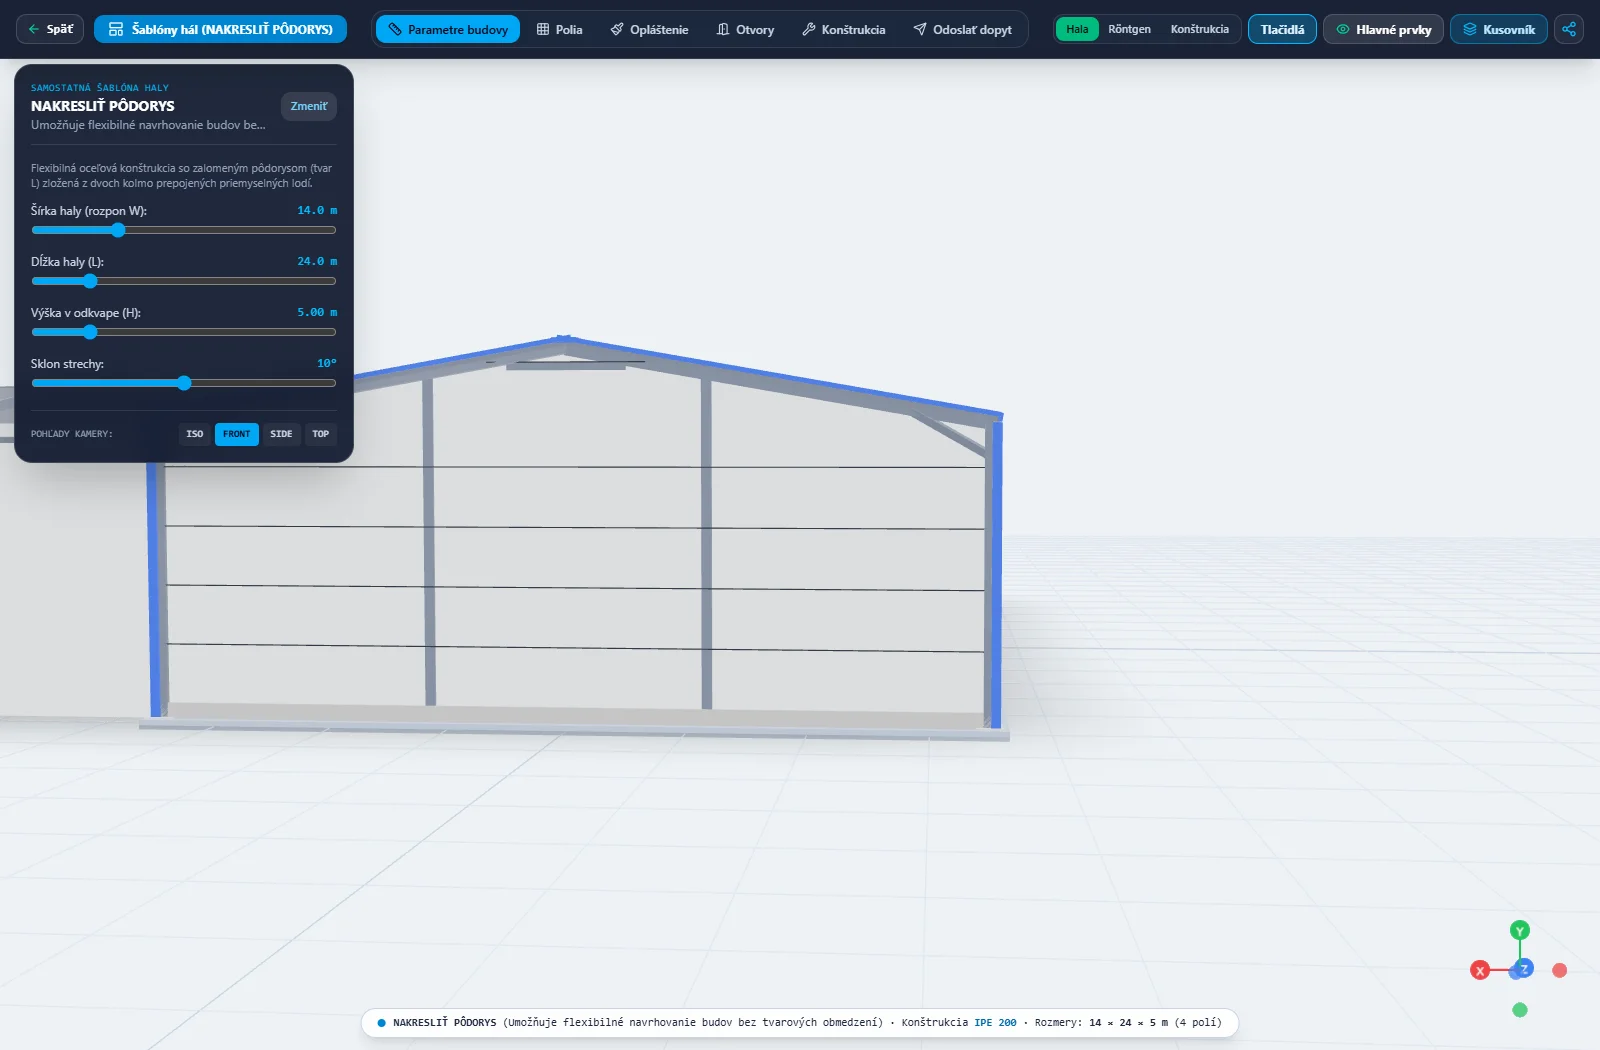 Späť
Šablóny hál (NAKRESLIŤ PÔDORYS)
Parametre budovy
Polia
Opláštenie
Otvory
Konštrukcia
Odoslať dopyt
Hala
Röntgen
Konštrukcia
Tlačidlá
Hlavné prvky
Kusovník
SAMOSTATNÁ ŠABLÓNA HALY
NAKRESLIŤ PÔDORYS
Umožňuje flexibilné navrhovanie budov be...
Zmeniť
Flexibilná oceľová konštrukcia so zalomeným pôdorysom (tvar
L) zložená z dvoch kolmo prepojených priemyselných lodí.
Šírka haly (rozpon W): 14.0 m
Dĺžka haly (L): 24.0 m
Výška v odkvape (H): 5.00 m
Sklon strechy: 10°
POHĽADY KAMERY: ISO FRONT SIDE TOP
Y
X
Z
NAKRESLIŤ PÔDORYS (Umožňuje flexibilné navrhovanie budov bez tvarových obmedzení) · Konštrukcia IPE 200 · Rozmery: 14 × 24 × 5 m (4 polí)